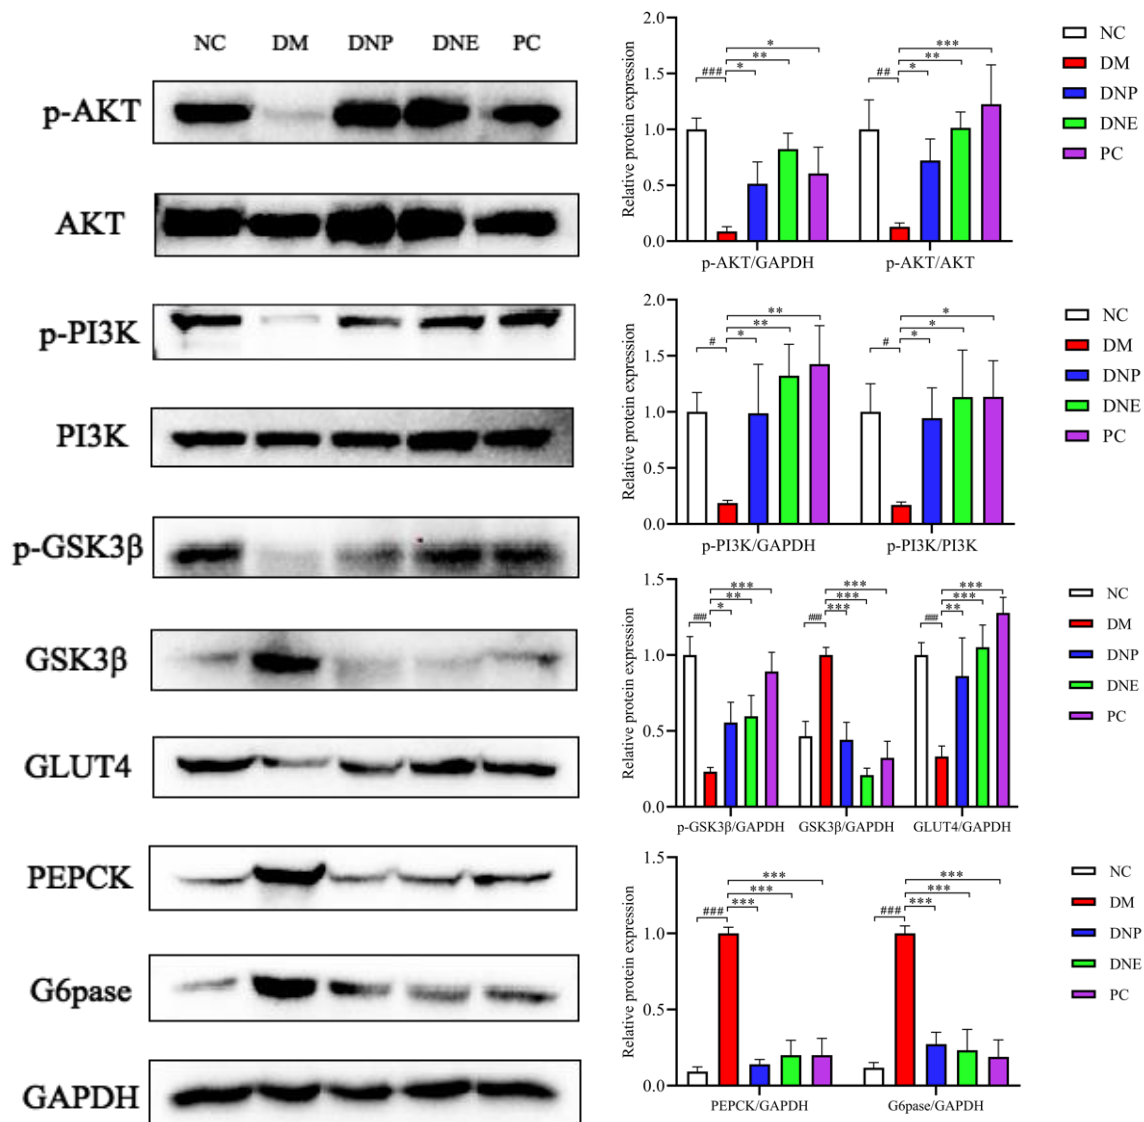 NC DM DNP DNE PC
p-AKT
AKT
p-PI3K
PI3K
p-GSK3β
GSK3β
GLUT4
PEPCK
G6pase
GAPDH
Relative protein expression
2.0
1.5
1.0
0.5
0.0
### * ** *
## * ** ***
p-AKT/GAPDH p-AKT/AKT
NC
DM
DNP
DNE
PC
Relative protein expression
2.0
1.5
1.0
0.5
0.0
# * ** **
# * * *
p-PI3K/GAPDH p-PI3K/PI3K
NC
DM
DNP
DNE
PC
Relative protein expression
1.5
1.0
0.5
0.0
### * ** ***
### *** *** ***
### ** *** ***
p-GSK3β/GAPDH GSK3β/GAPDH GLUT4/GAPDH
NC
DM
DNP
DNE
PC
Relative protein expression
1.5
1.0
0.5
0.0
### *** *** ***
### *** *** ***
PEPCK/GAPDH G6pase/GAPDH
NC
DM
DNP
DNE
PC